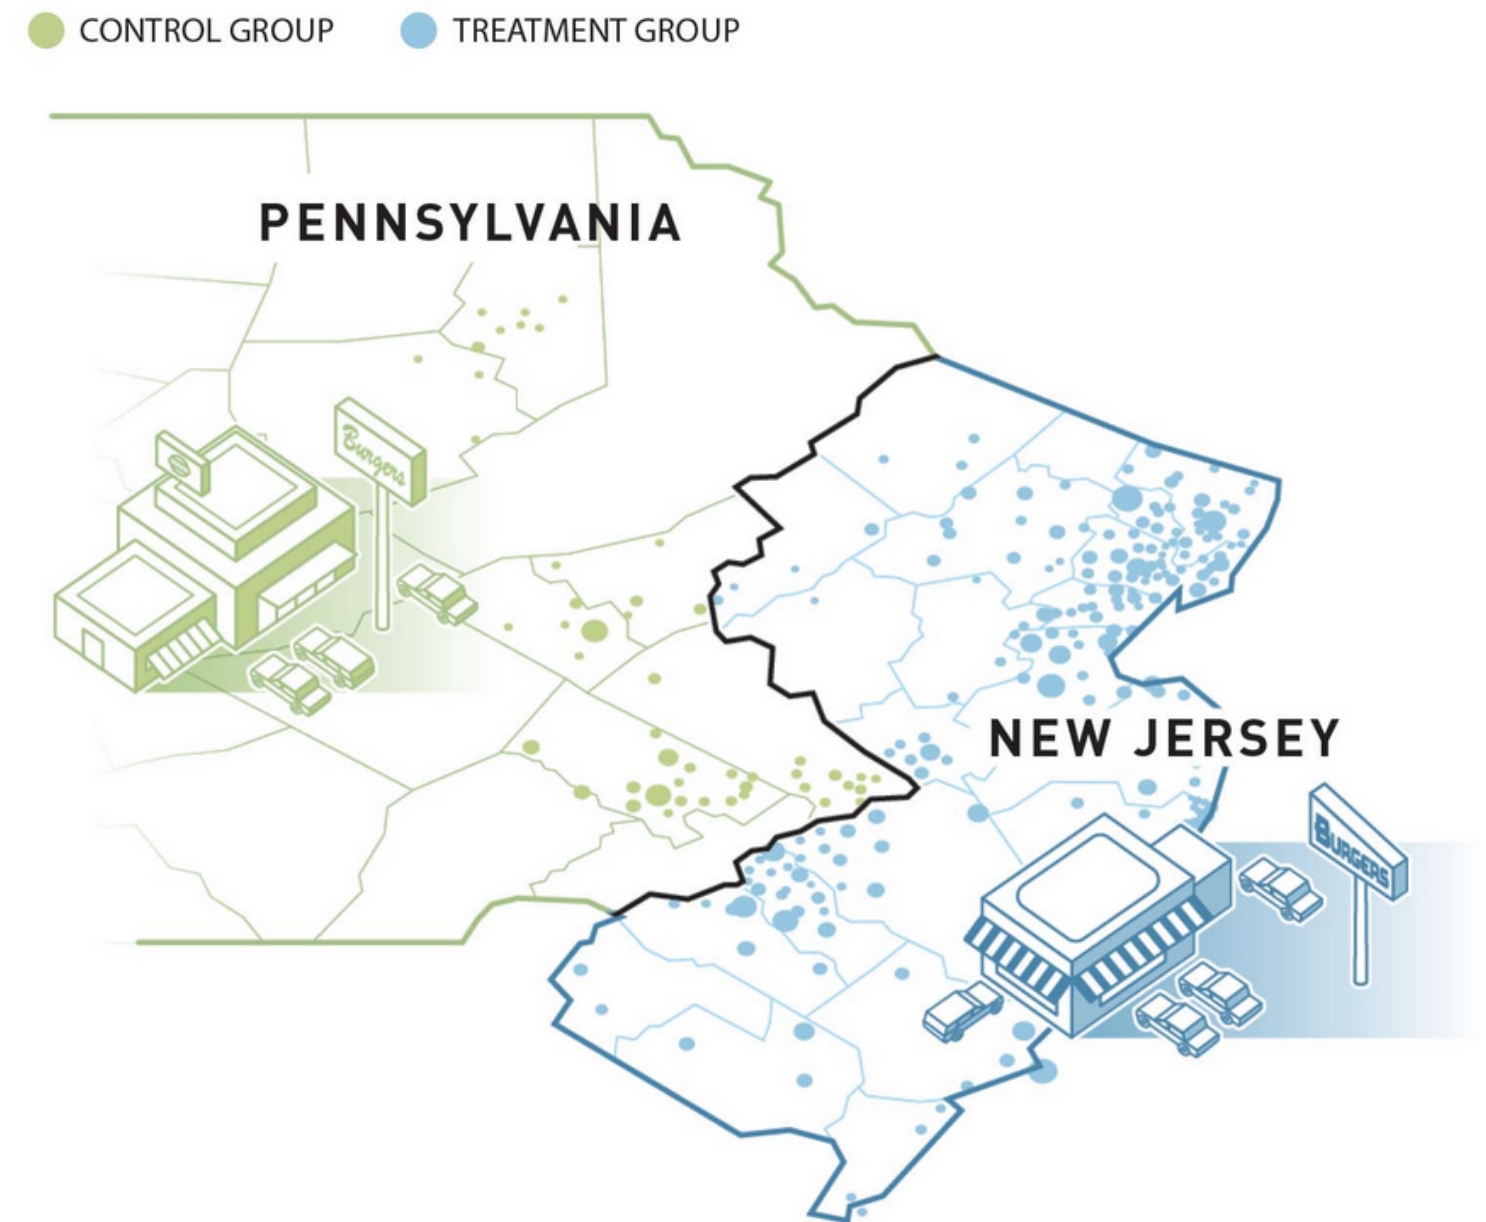 CONTROL GROUP
TREATMENT GROUP
PENNSYLVANIA
Burgers
NEW JERSEY
BURGERS